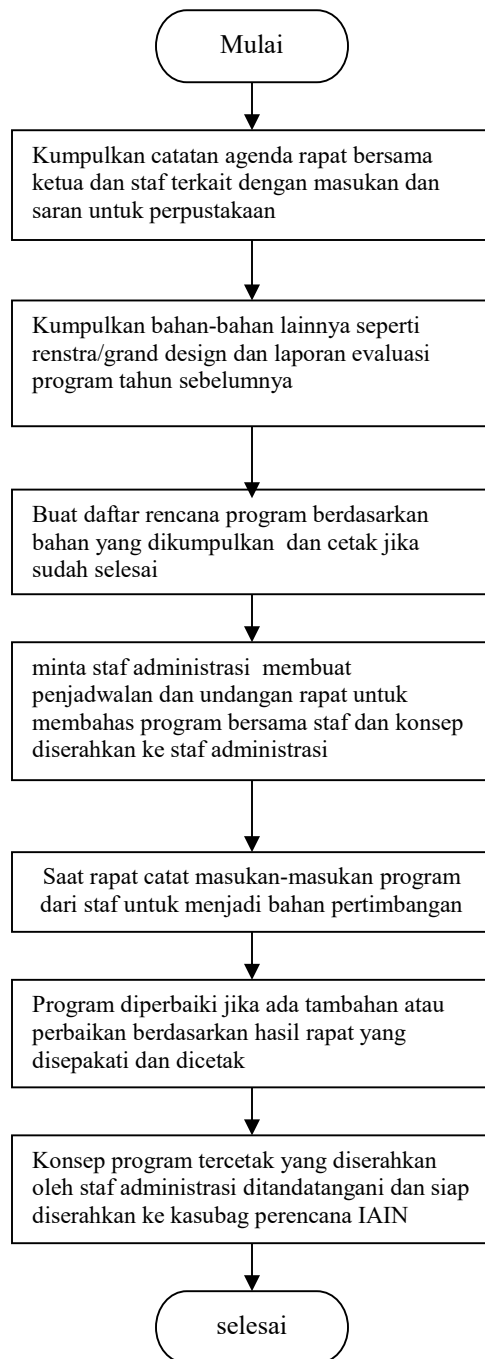 Mulai
Kumpulkan catatan agenda rapat bersama
ketua dan staf terkait dengan masukan dan
saran untuk perpustakaan
Kumpulkan bahan-bahan lainnya seperti
renstra/grand design dan laporan evaluasi
program tahun sebelumnya
Buat daftar rencana program berdasarkan
bahan yang dikumpulkan dan cetak jika
sudah selesai
minta staf administrasi membuat
penjadwalan dan undangan rapat untuk
membahas program bersama staf dan konsep
diserahkan ke staf administrasi
Saat rapat catat masukan-masukan program
dari staf untuk menjadi bahan pertimbangan
Program diperbaiki jika ada tambahan atau
perbaikan berdasarkan hasil rapat yang
disepakati dan dicetak
Konsep program tercetak yang diserahkan
oleh staf administrasi ditandatangani dan siap
diserahkan ke kasubag perencana IAIN
selesai